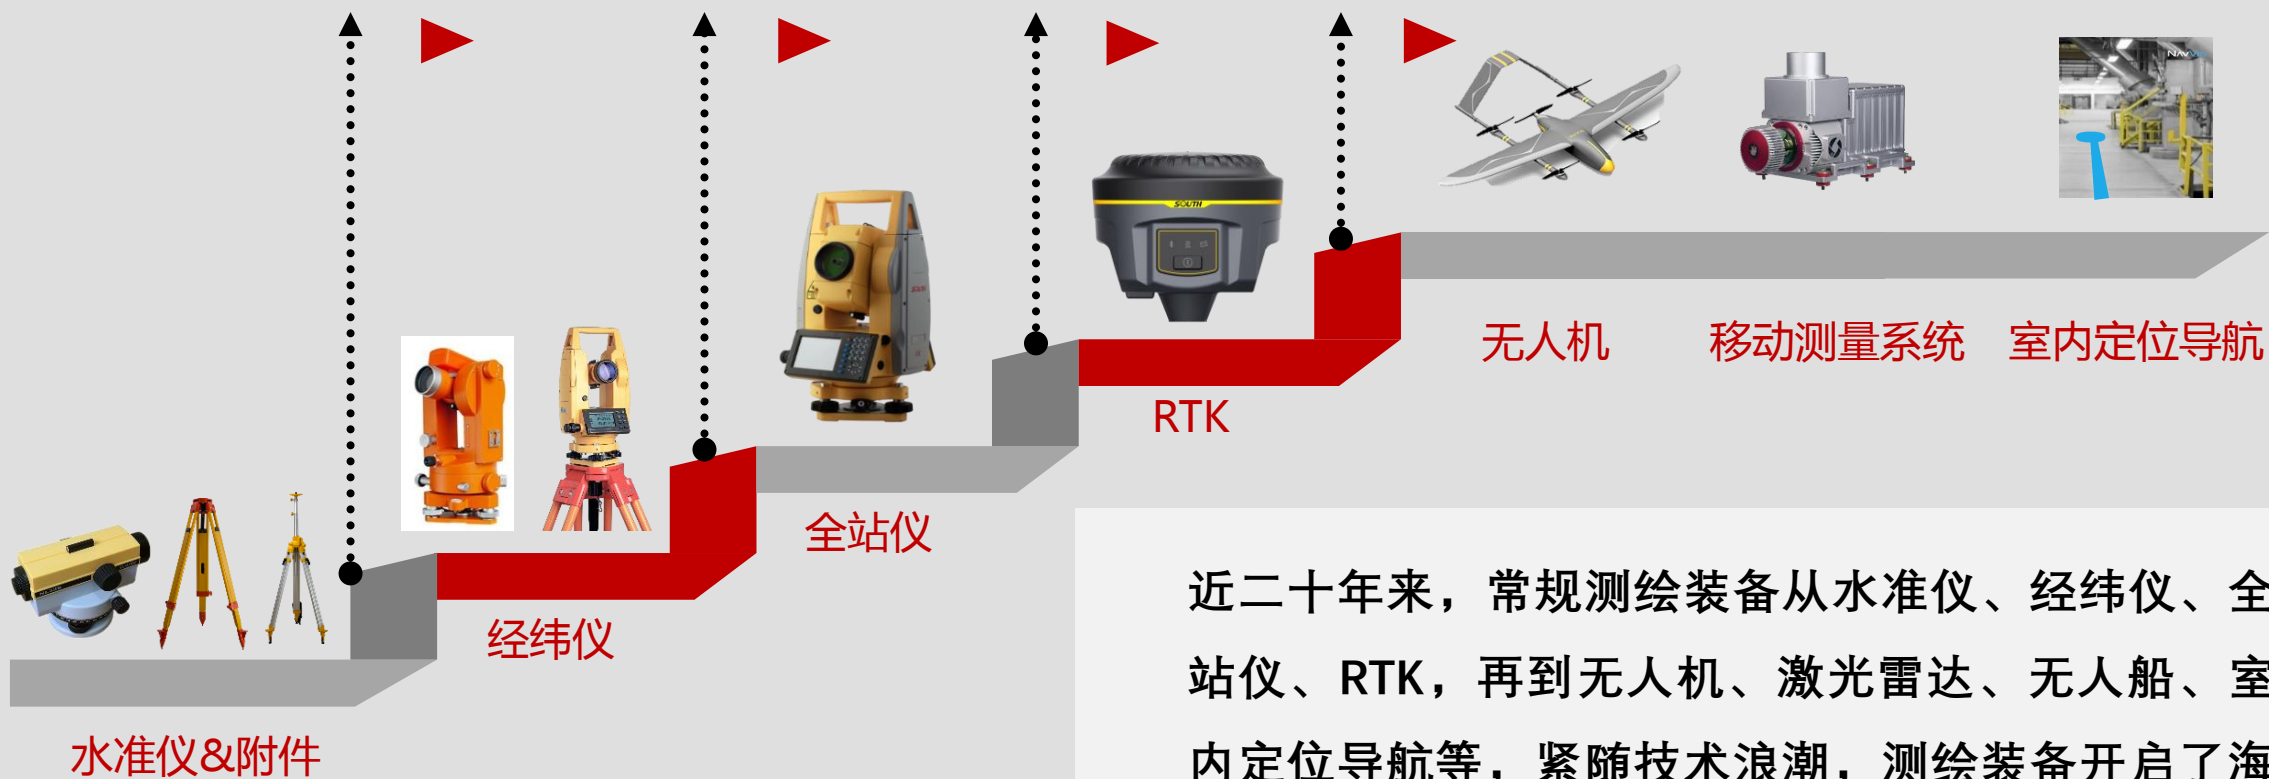 NAVVIS
SOUTH
无人机
移动测量系统
室内定位导航
RTK
全站仪
经纬仪
水准仪&附件
近二十年来，常规测绘装备从水准仪、经纬仪、全
站仪、RTK，再到无人机、激光雷达、无人船、室
内定位导航等，紧随技术浪潮，测绘装备开启了海